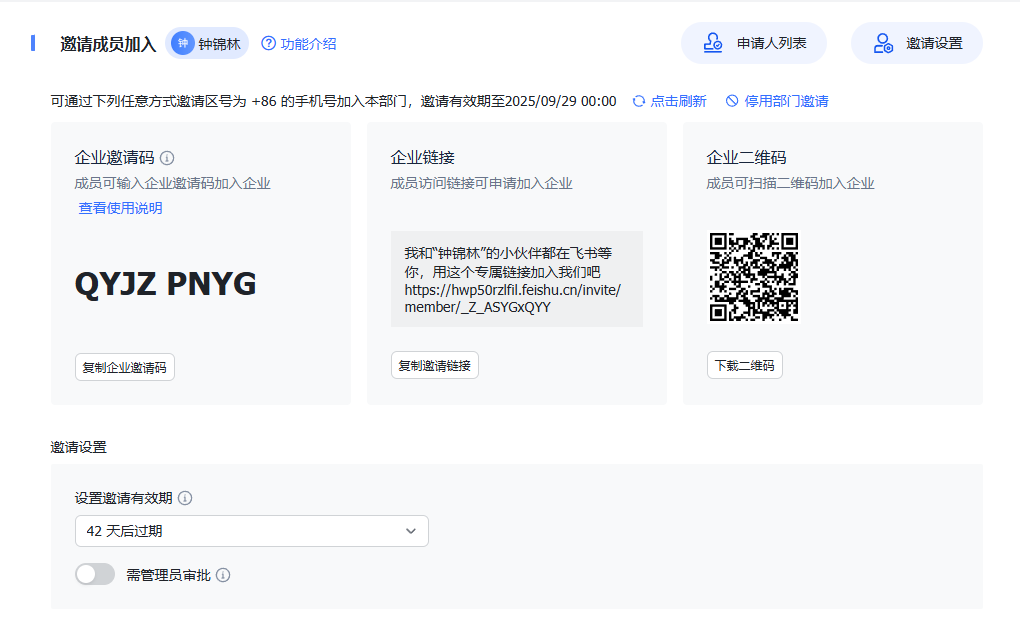 邀请成员加入 钟 钟锦林 功能介绍 申请人列表 邀请设置
可通过下列任意方式邀请区号为 +86 的手机号加入本部门，邀请有效期至2025/09/29 00:00 点击刷新 停用部门邀请
企业邀请码
成员可输入企业邀请码加入企业
查看使用说明
QYJZ PNYG
复制企业邀请码
企业链接
成员访问链接可申请加入企业
我和“钟锦林”的小伙伴都在飞书等
你，用这个专属链接加入我们吧
https://hwp50rzlfil.feishu.cn/invite/
member/_Z_ASYGxQYY
复制邀请链接
企业二维码
成员可扫描二维码加入企业
下载二维码
邀请设置
设置邀请有效期
42 天后过期
需管理员审批